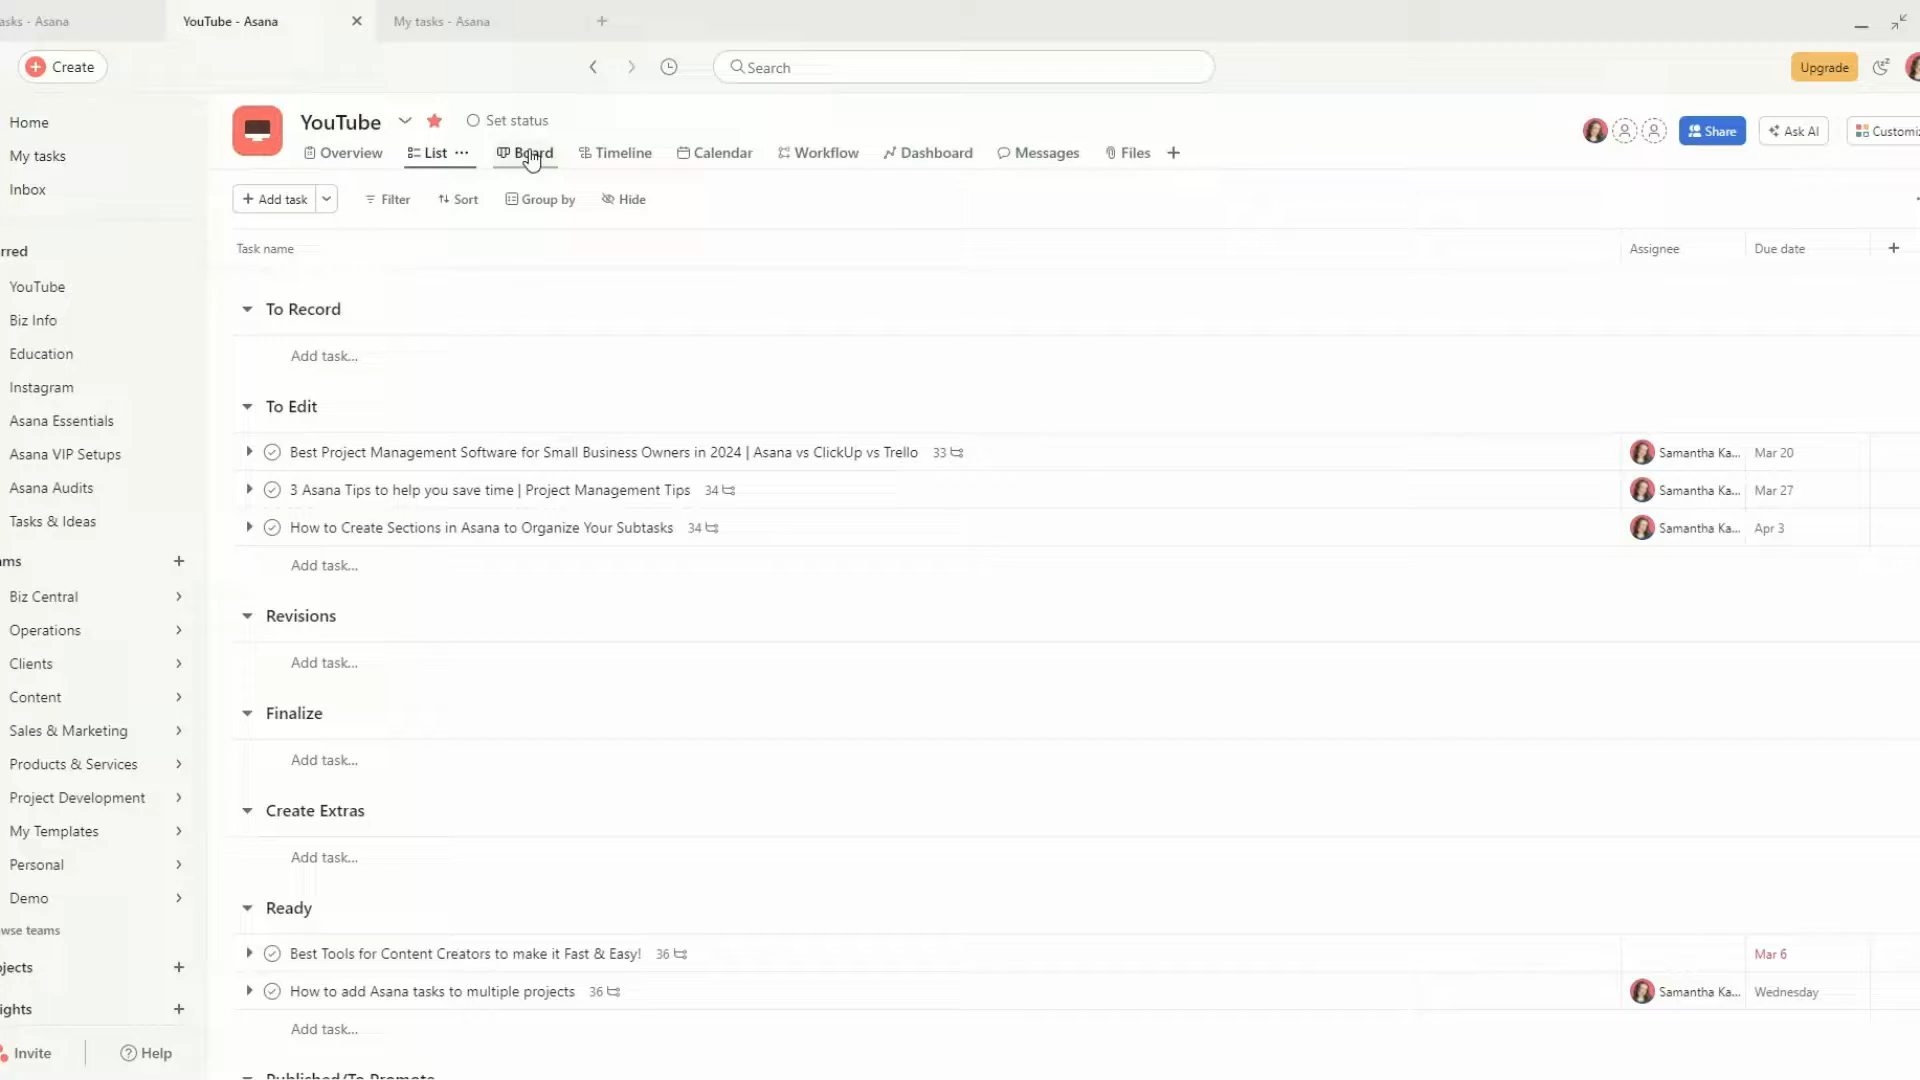 asks - Asana
YouTube - Asana
My tasks - Asana
Create
Search
Upgrade
Home
My tasks
Inbox
rred
YouTube
Biz Info
Education
Instagram
Asana Essentials
Asana VIP Setups
Asana Audits
Tasks & Ideas
ams
Biz Central
Operations
Clients
Content
Sales & Marketing
Products & Services
Project Development
My Templates
Personal
Demo
wse teams
ojects
ights
Invite
Help
YouTube
Set status
Share
Ask AI
Customiz
Overview
List
Board
Timeline
Calendar
Workflow
Dashboard
Messages
Files
Add task
Filter
Sort
Group by
Hide
Task name Assignee Due date
To Record
Add task...
To Edit
Best Project Management Software for Small Business Owners in 2024 | Asana vs ClickUp vs Trello 33 Samantha Ka... Mar 20
3 Asana Tips to help you save time | Project Management Tips 34 Samantha Ka... Mar 27
How to Create Sections in Asana to Organize Your Subtasks 34 Samantha Ka... Apr 3
Add task...
Revisions
Add task...
Finalize
Add task...
Create Extras
Add task...
Ready
Best Tools for Content Creators to make it Fast & Easy! 36 Mar 6
How to add Asana tasks to multiple projects 36 Samantha Ka... Wednesday
Add task...
Published/To Promote